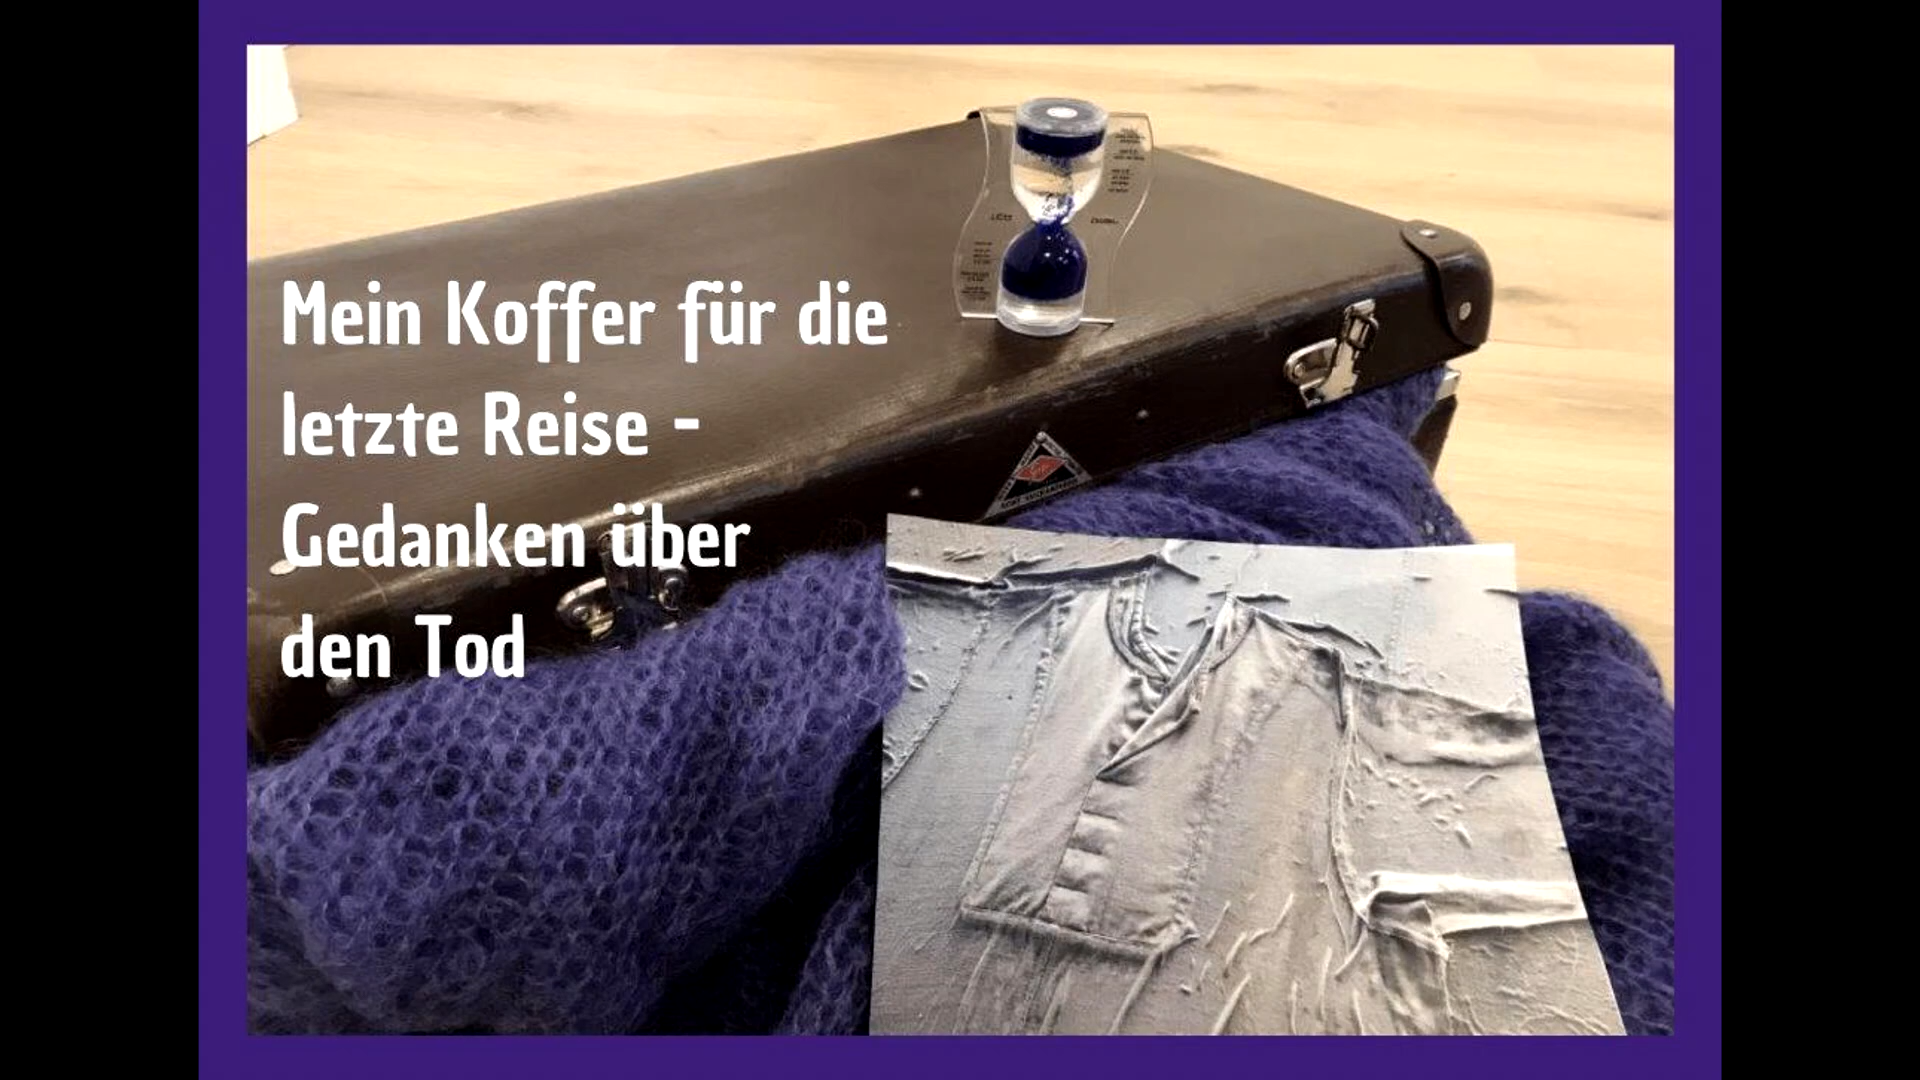 Mein Koffer für die
letzte Reise -
Gedanken über
den Tod